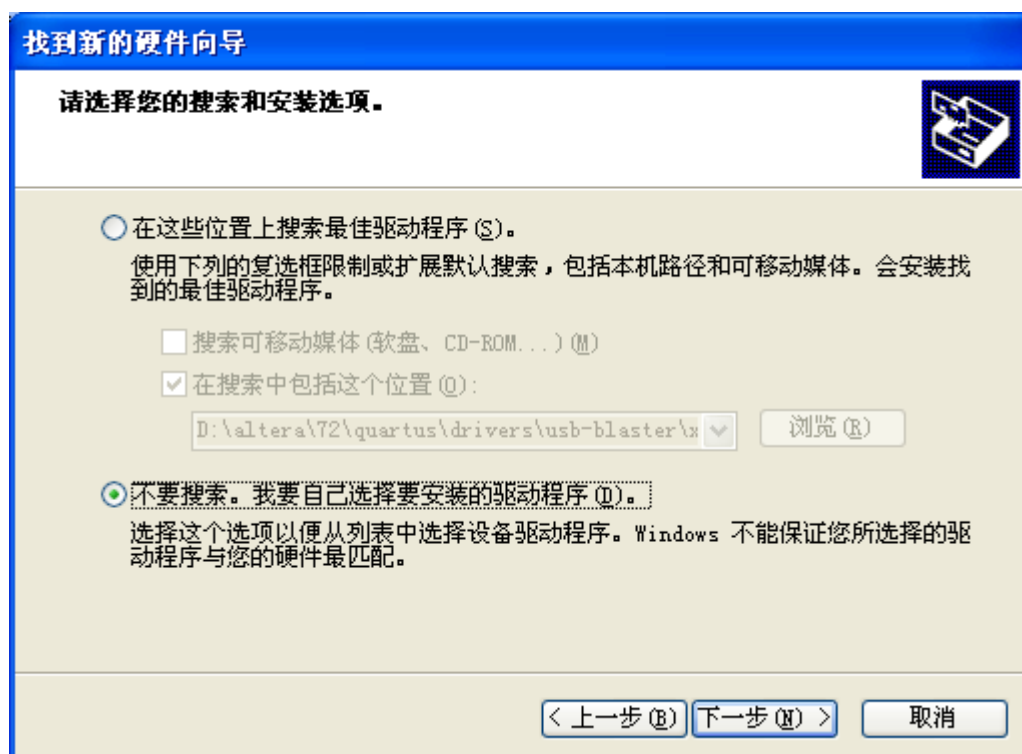 找到新的硬件向导
请选择您的搜索和安装选项。
在这些位置上搜索最佳驱动程序(S)。
使用下列的复选框限制或扩展默认搜索，包括本机路径和可移动媒体。会安装找
到的最佳驱动程序。
搜索可移动媒体(软盘、CD-ROM...)(M)
在搜索中包括这个位置(O):
D:\altera\72\quartus\drivers\usb-blaster\x
浏览(R)
不要搜索。我要自己选择要安装的驱动程序(D)。
选择这个选项以便从列表中选择设备驱动程序。Windows 不能保证您所选择的驱
动程序与您的硬件最匹配。
< 上一步(B) 下一步(N) > 取消